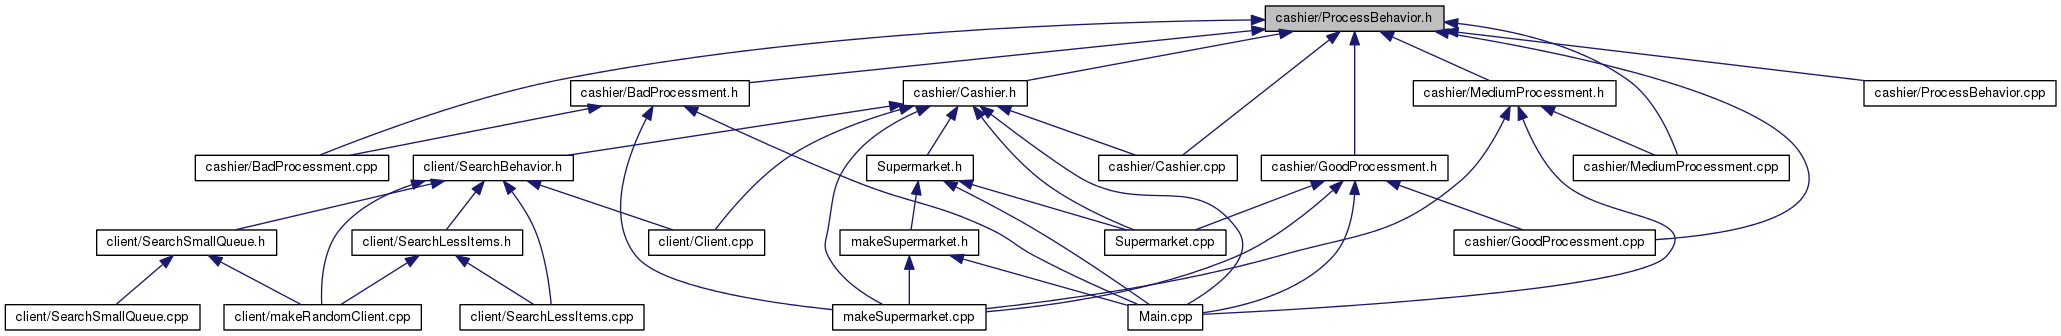 cashier/ProcessBehavior.h
cashier/BadProcessment.h
cashier/Cashier.h
cashier/MediumProcessment.h
cashier/ProcessBehavior.cpp
cashier/BadProcessment.cpp
client/SearchBehavior.h
Supermarket.h
cashier/Cashier.cpp
cashier/GoodProcessment.h
cashier/MediumProcessment.cpp
client/SearchSmallQueue.h
client/SearchLessItems.h
client/Client.cpp
makeSupermarket.h
Supermarket.cpp
cashier/GoodProcessment.cpp
client/SearchSmallQueue.cpp
client/makeRandomClient.cpp
client/SearchLessItems.cpp
makeSupermarket.cpp
Main.cpp